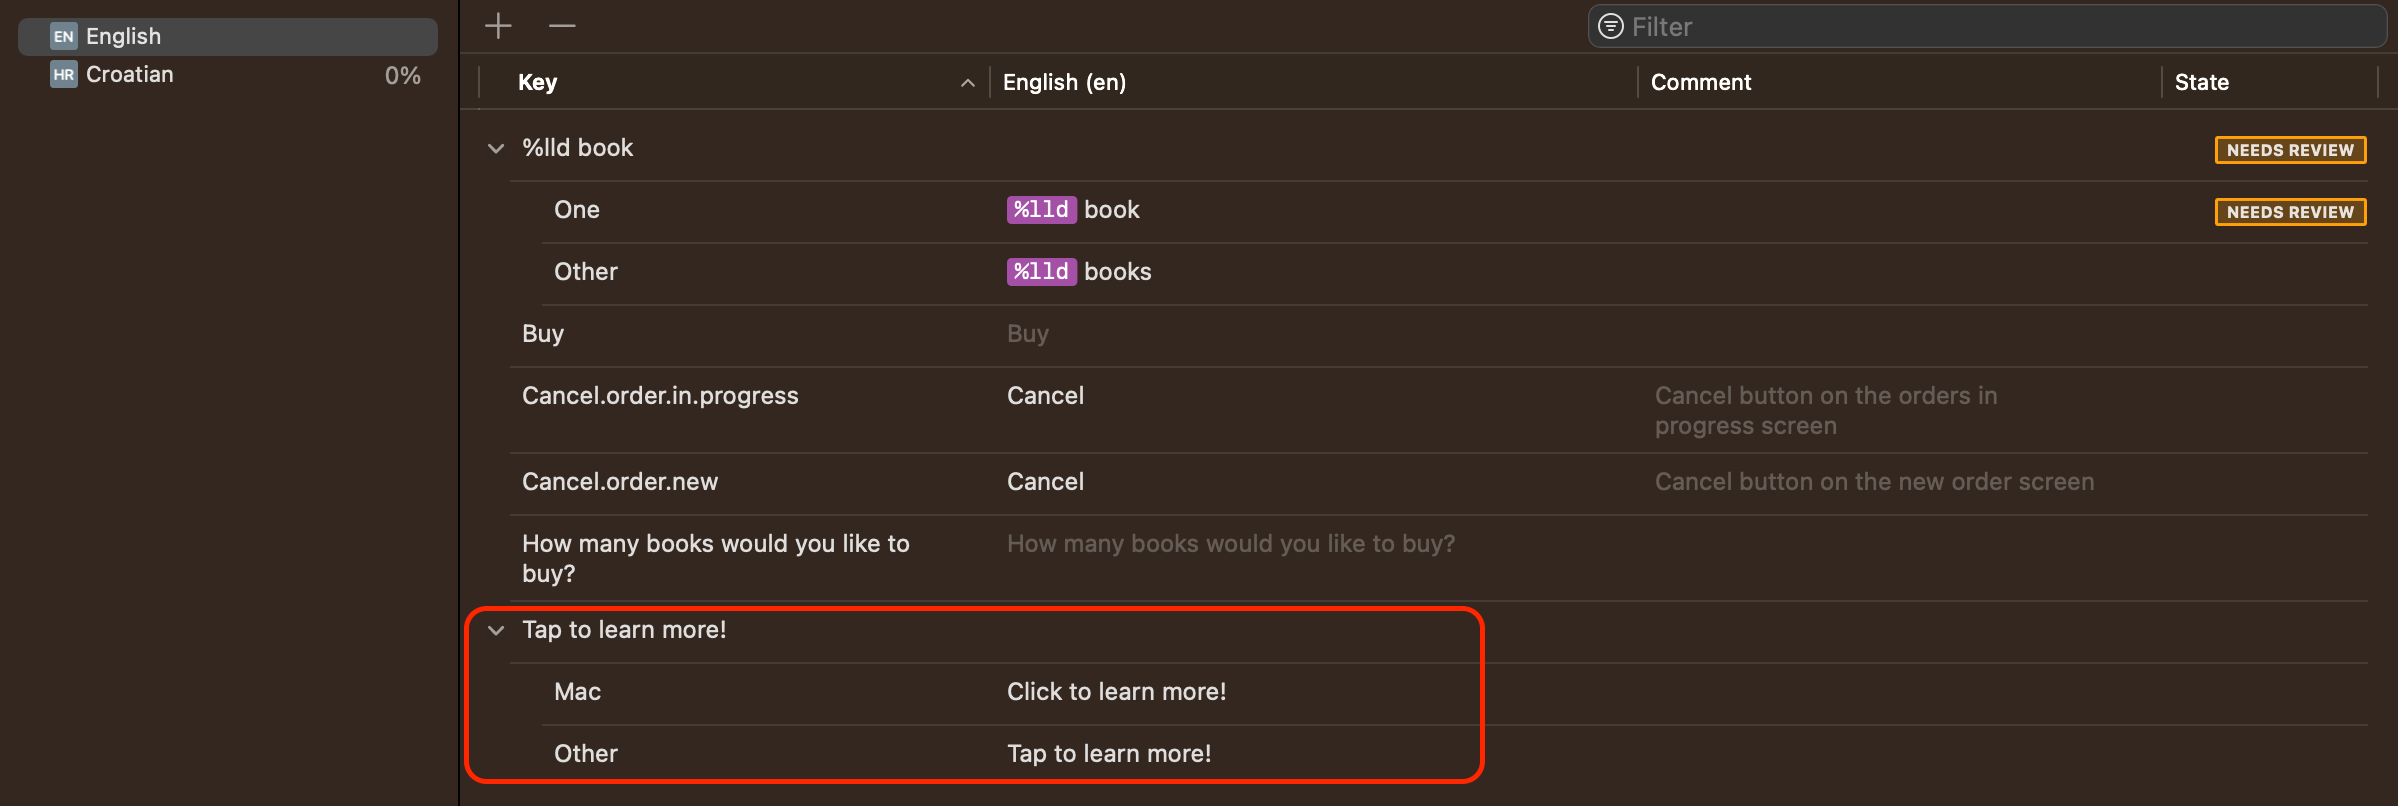 EN English
HR Croatian 0%
Filter
Key English (en) Comment State
%lld book NEEDS REVIEW
One %lld book NEEDS REVIEW
Other %lld books
Buy Buy
Cancel.order.in.progress Cancel Cancel button on the orders in
progress screen
Cancel.order.new Cancel Cancel button on the new order screen
How many books would you like to How many books would you like to buy?
buy?
Tap to learn more!
Mac Click to learn more!
Other Tap to learn more!